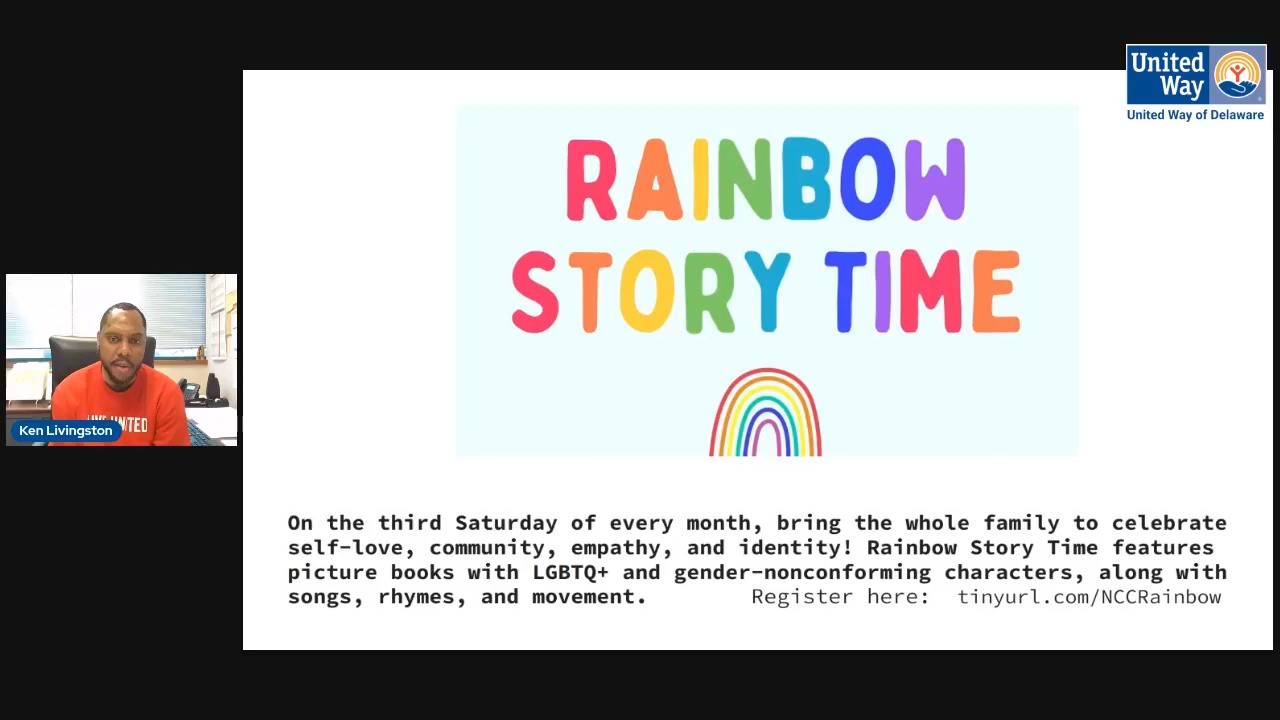 United
Way
United Way of Delaware
RAINBOW
STORY TIME
LIVE UNITED
Ken Livingston
On the third Saturday of every month, bring the whole family to celebrate
self-love, community, empathy, and identity! Rainbow Story Time features
picture books with LGBTQ+ and gender-nonconforming characters, along with
songs, rhymes, and movement. Register here: tinyurl.com/NCCRainbow